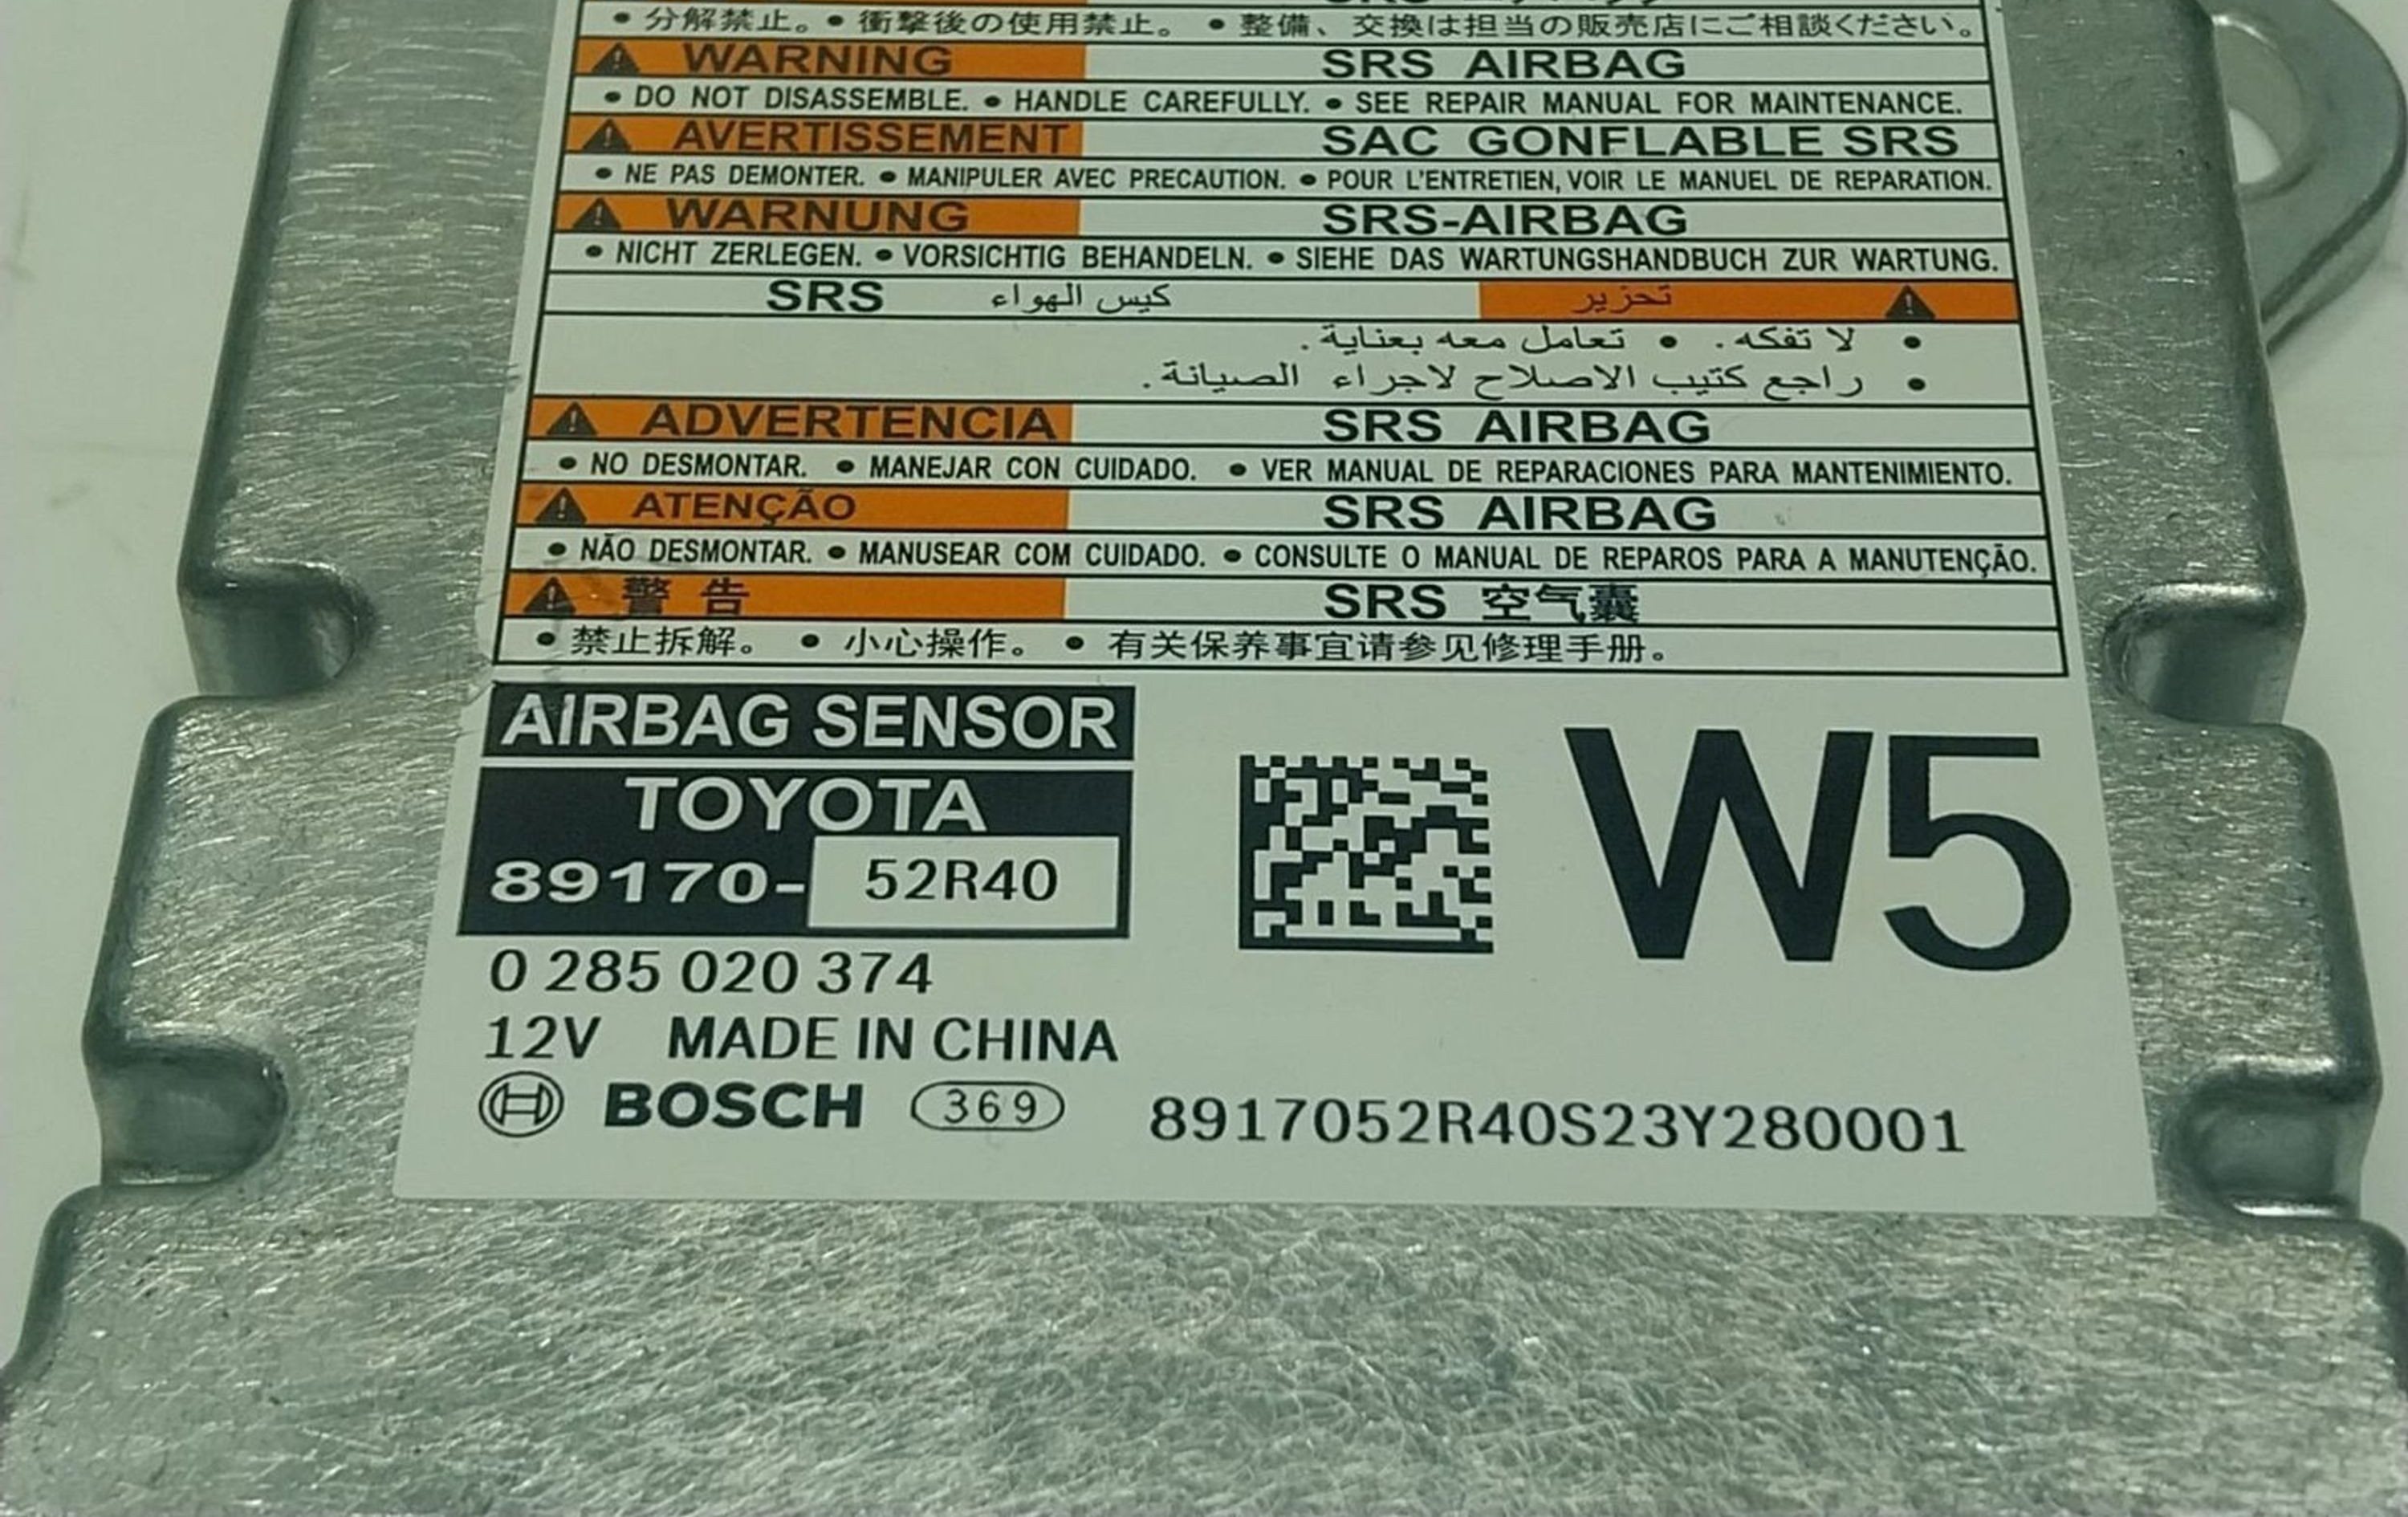 • 分解禁止。• 衝撃後の使用禁止。 • 整備、交換は担当の販売店にご相談ください。
WARNING SRS AIRBAG
• DO NOT DISASSEMBLE. • HANDLE CAREFULLY. • SEE REPAIR MANUAL FOR MAINTENANCE.
AVERTISSEMENT SAC GONFLABLE SRS
• NE PAS DEMONTER. • MANIPULER AVEC PRECAUTION. • POUR L'ENTRETIEN, VOIR LE MANUEL DE REPARATION.
WARNUNG SRS-AIRBAG
• NICHT ZERLEGEN. • VORSICHTIG BEHANDELN. • SIEHE DAS WARTUNGSHANDBUCH ZUR WARTUNG.
تحزير كيس الهواء SRS
• لا تفكه. • تعامل معه بعناية.
• راجع كتيب الاصلاح لاجراء الصيانة.
ADVERTENCIA SRS AIRBAG
• NO DESMONTAR. • MANEJAR CON CUIDADO. • VER MANUAL DE REPARACIONES PARA MANTENIMIENTO.
ATENÇÃO SRS AIRBAG
• NÃO DESMONTAR. • MANUSEAR COM CUIDADO. • CONSULTE O MANUAL DE REPAROS PARA A MANUTENÇÃO.
警告 SRS 空气囊
• 禁止拆解。 • 小心操作。 • 有关保养事宜请参见修理手册。
AIRBAG SENSOR
TOYOTA
89170- 52R40
W5
0 285 020 374
12V MADE IN CHINA
BOSCH 369 8917052R40S23Y280001